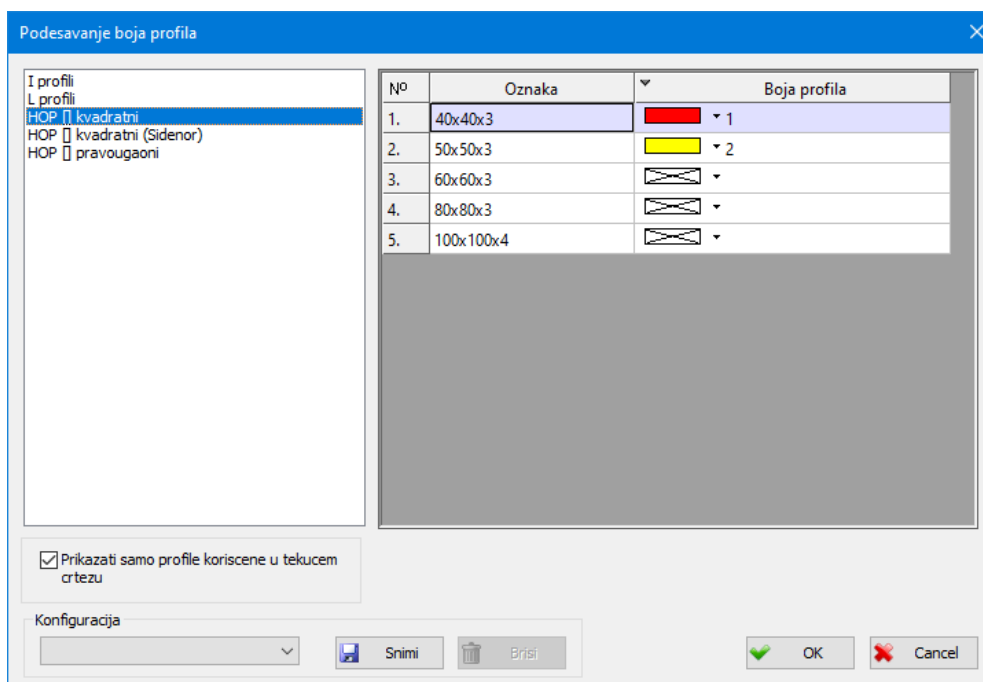 Podesavanje boja profila
I profili
L profili
HOP [] kvadratni
HOP [] kvadratni (Sidenor)
HOP [] pravougaoni
Nº Oznaka Boja profila
1. 40x40x3 1
2. 50x50x3 2
3. 60x60x3
4. 80x80x3
5. 100x100x4
Prikazati samo profile koriscene u tekucem
crtezu
Konfiguracija
Snimi Brisi OK Cancel